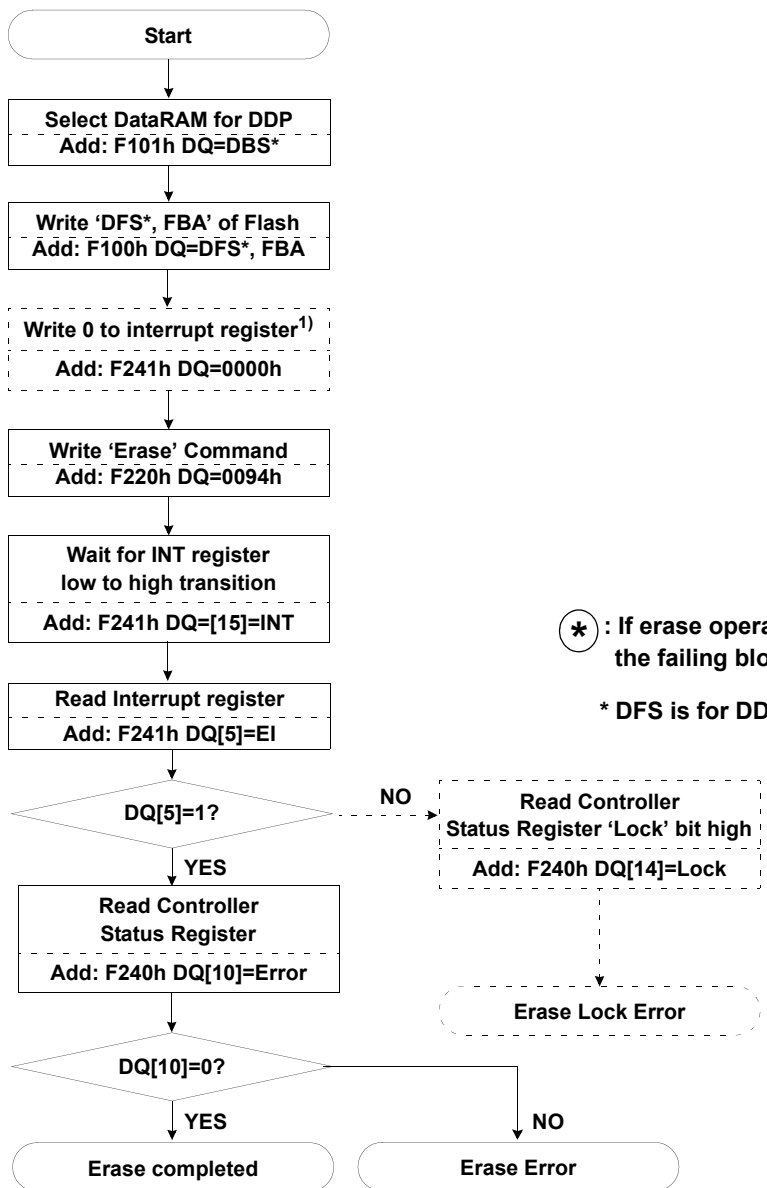 Start
Select DataRAM for DDP
Add: F101h DQ=DBS*
Write ‘DFS*, FBA’ of Flash
Add: F100h DQ=DFS*, FBA
Write 0 to interrupt register1)
Add: F241h DQ=0000h
Write ‘Erase’ Command
Add: F220h DQ=0094h
Wait for INT register
low to high transition
Add: F241h DQ=[15]=INT
* : If erase opera
the failing blo
Read Interrupt register
Add: F241h DQ[5]=EI
* DFS is for DD
DQ[5]=1?
NO
Read Controller
Status Register ‘Lock’ bit high
Add: F240h DQ[14]=Lock
YES
Read Controller
Status Register
Add: F240h DQ[10]=Error
Erase Lock Error
DQ[10]=0?
YES
NO
Erase completed
Erase Error